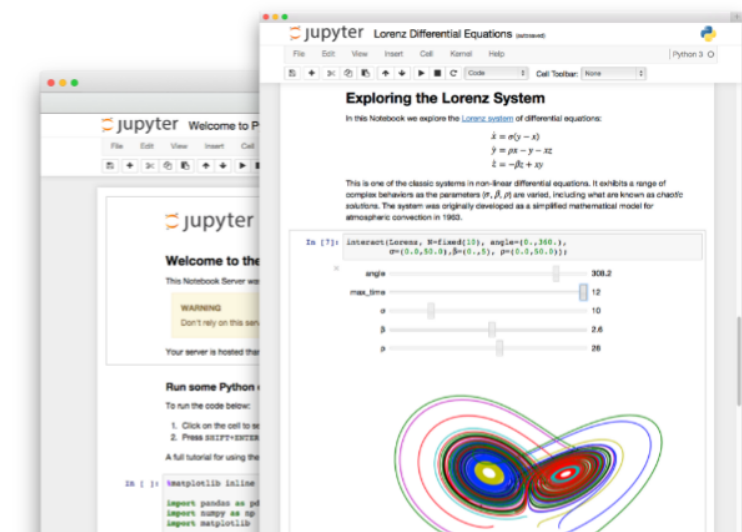 jupyter Lorenz Differential Equations (autosaved)
File Edit View Insert Cell Kernel Help Python 3
Code Cell Toolbar: None
Exploring the Lorenz System
In this Notebook we explore the Lorenz system of differential equations:
ẋ = σ(y − x)
ẏ = ρx − y − xz
ż = −βz + xy
This is one of the classic systems in non-linear differential equations. It exhibits a range of
complex behaviors as the parameters (σ, β, ρ) are varied, including what are known as chaotic
solutions. The system was originally developed as a simplified mathematical model for
atmospheric convection in 1963.
In [7]: interact(Lorenz, N=fixed(10), angle=(0.,360.),
σ=(0.0,50.0),β=(0.,5), ρ=(0.0,50.0));
angle 308.2
max_time 12
σ 10
β 2.6
ρ 28
jupyter Welcome to P
File Edit View Insert Cell
jupyter
Welcome to the
This Notebook Server was
WARNING
Don't rely on this serv
Your server is hosted than
Run some Python
To run the code below:
1. Click on the cell to se
2. Press SHIFT+ENTER
A full tutorial for using the
In [ ]: %matplotlib inline
import pandas as pd
import numpy as np
import matplotlib